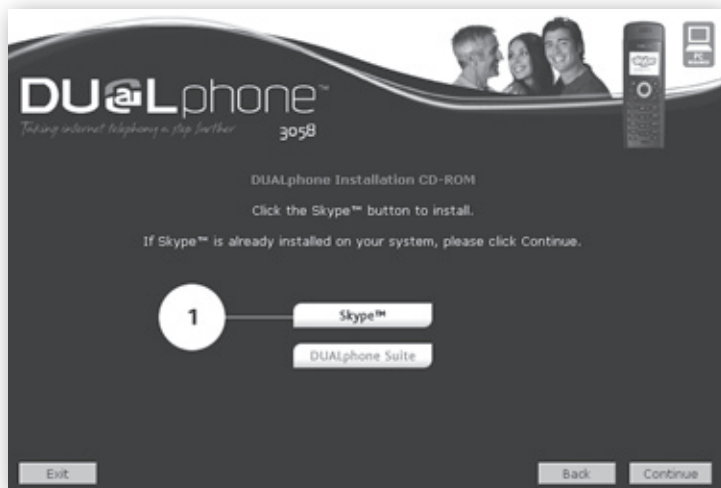 DUaLphone™
Taking internet telephony a step further
3058
PC
DUALphone Installation CD-ROM
Click the Skype™ button to install.
If Skype™ is already installed on your system, please click Continue.
1
Skype™
DUALphone Suite
Exit
Back
Continue